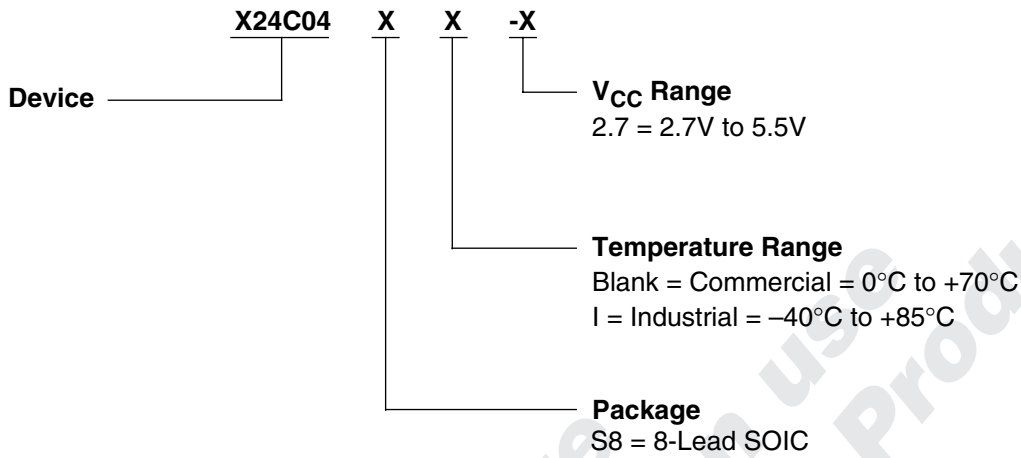 X24C04 X X -X
Device
VCC Range
2.7 = 2.7V to 5.5V
Temperature Range
Blank = Commercial = 0°C to +70°C
I = Industrial = –40°C to +85°C
Package
S8 = 8-Lead SOIC
use